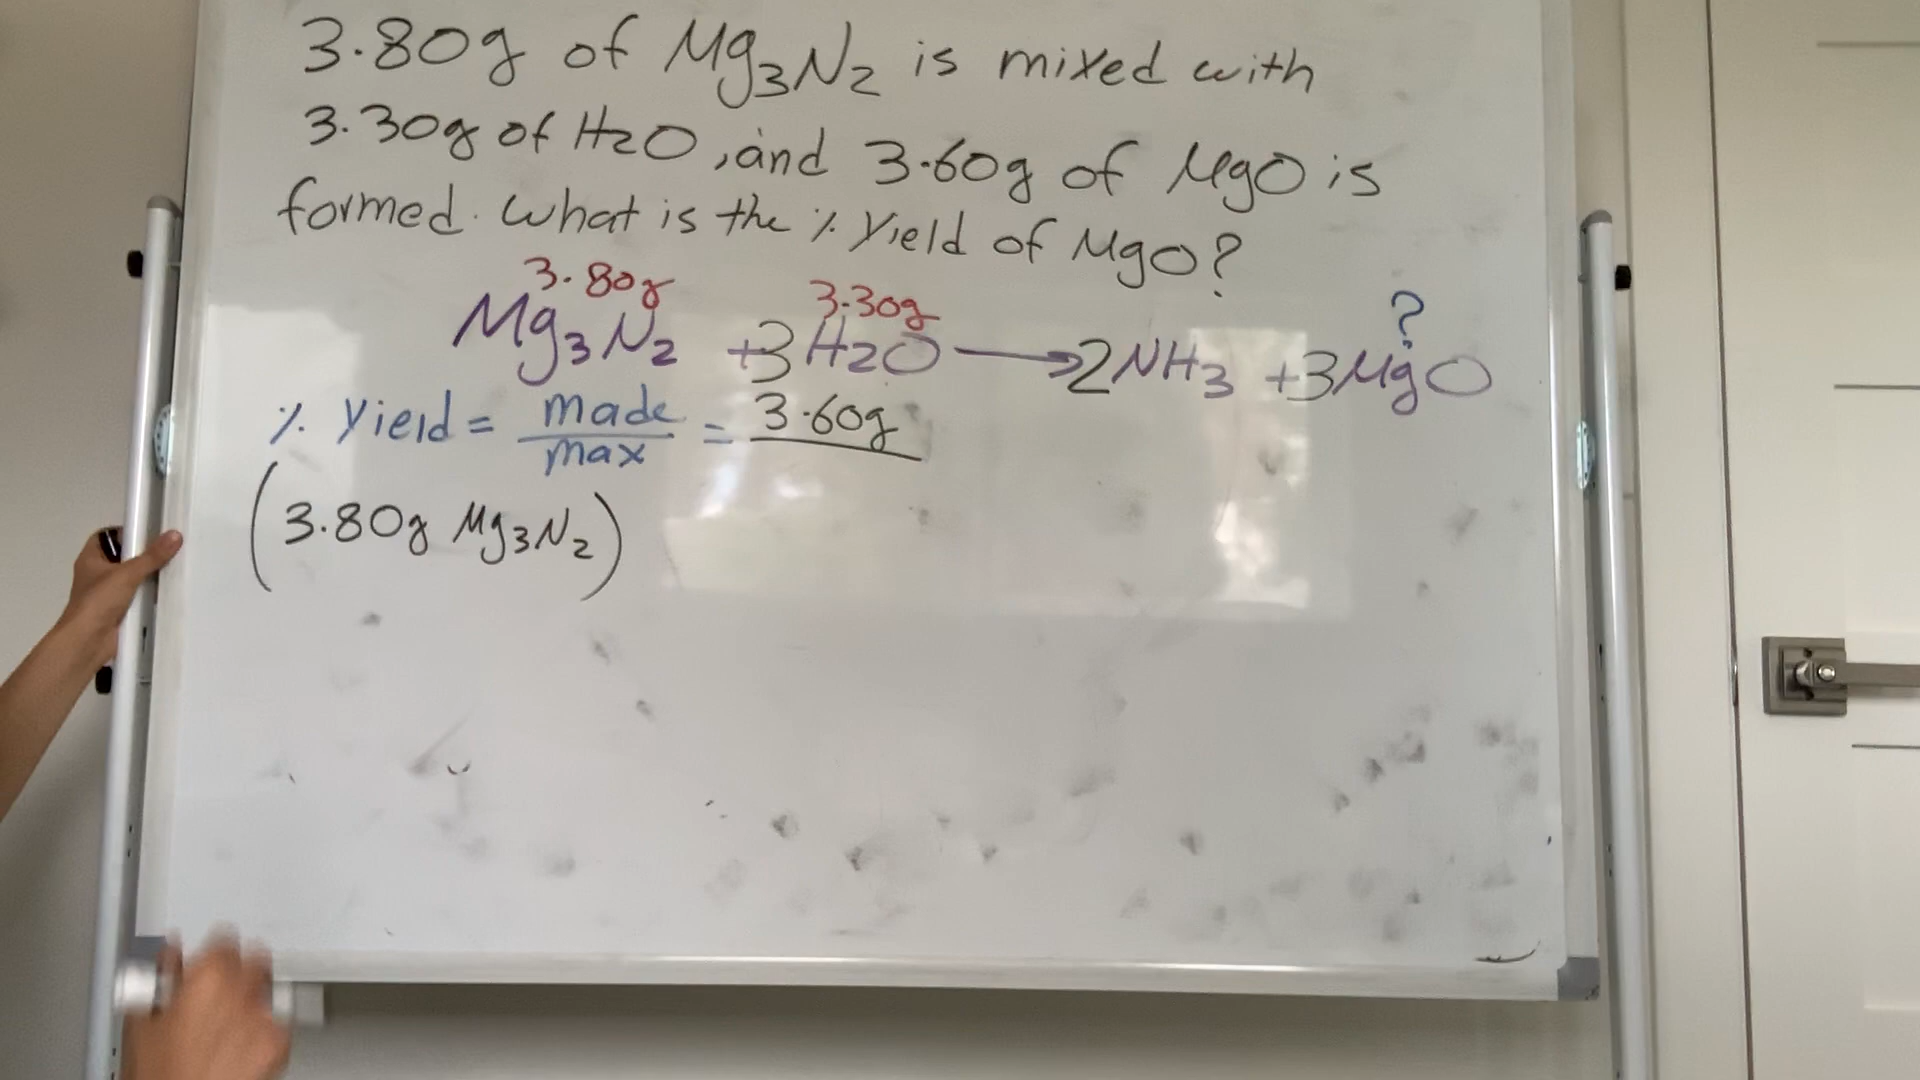 3.80g of Mg3N2 is mixed with
3.30g of H2O, and 3.60g of MgO is
formed. What is the % Yield of MgO?
3.80g 3.30g ?
Mg3N2 + 3H2O → 2NH3 + 3MgO
% Yield = made/max = 3.60g
(3.80g Mg3N2)